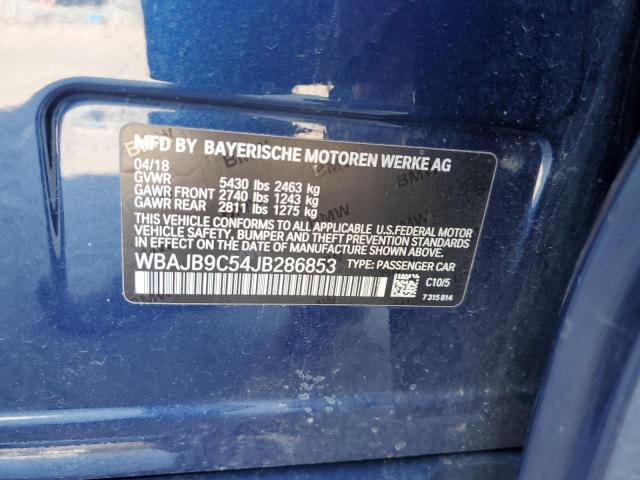 MFD BY BAYERISCHE MOTOREN WERKE AG
04/18
GVWR 5430 lbs 2463 kg
GAWR FRONT 2740 lbs 1243 kg
GAWR REAR 2811 lbs 1275 kg
THIS VEHICLE CONFORMS TO ALL APPLICABLE U.S.FEDERAL MOTOR
VEHICLE SAFETY, BUMPER AND THEFT PREVENTION STANDARDS
IN EFFECT ON THE DATE OF MANUFACTURE SHOWN ABOVE.
WBAJB9C54JB286853 TYPE: PASSENGER CAR
C10/5
7315814